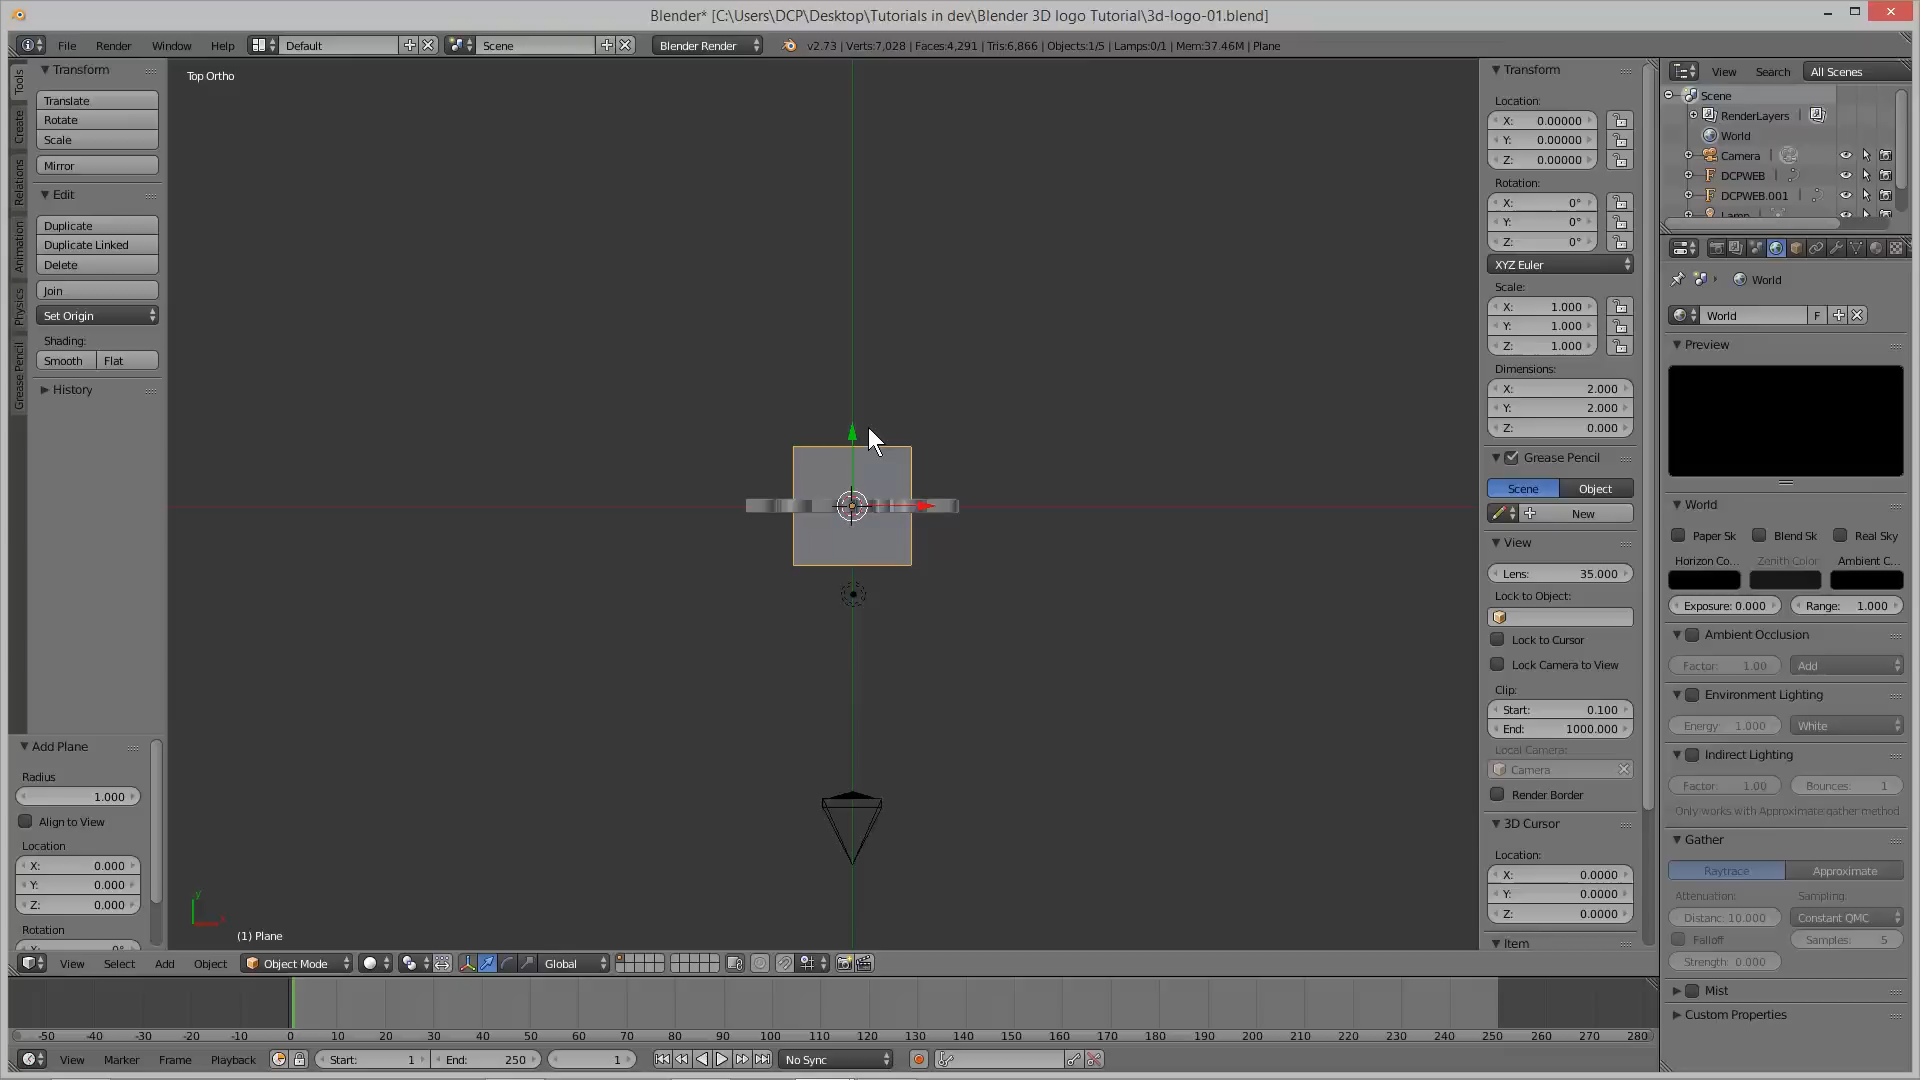 Blender* [C:\Users\DCP\Desktop\Tutorials in dev\Blender 3D logo Tutorial\3d-logo-01.blend]
File Render Window Help Default Scene Blender Render v2.73 | Verts:7,028 | Faces:4,291 | Tris:6,866 | Objects:1/5 | Lamps:0/1 | Mem:37.46M | Plane
Tools
Create
Relations
Animation
Physics
Grease Pencil
Transform
Translate
Rotate
Scale
Mirror
Edit
Duplicate
Duplicate Linked
Delete
Join
Set Origin
Shading:
Smooth Flat
History
Add Plane
Radius
1.000
Align to View
Location
X: 0.000
Y: 0.000
Z: 0.000
Rotation
X: 0°
Top Ortho
y
x
(1) Plane
Transform
Location:
X: 0.00000
Y: 0.00000
Z: 0.00000
Rotation:
X: 0°
Y: 0°
Z: 0°
XYZ Euler
Scale:
X: 1.000
Y: 1.000
Z: 1.000
Dimensions:
X: 2.000
Y: 2.000
Z: 0.000
Grease Pencil
Scene Object
New
View
Lens: 35.000
Lock to Object:
Lock to Cursor
Lock Camera to View
Clip:
Start: 0.100
End: 1000.000
Local Camera:
Camera
Render Border
3D Cursor
Location:
X: 0.0000
Y: 0.0000
Z: 0.0000
Item
View Search All Scenes
Scene
RenderLayers |
World
Camera |
DCPWEB |
DCPWEB.001 |
Lamp |
World
World F
Preview
World
Paper Sk Blend Sk Real Sky
Horizon Co... Zenith Color Ambient C...
Exposure: 0.000 Range: 1.000
Ambient Occlusion
Factor: 1.00 Add
Environment Lighting
Energy: 1.000 White
Indirect Lighting
Factor: 1.00 Bounces: 1
Only works with Approximate gather method
Gather
Raytrace Approximate
Attenuation: Sampling:
Distanc: 10.000 Constant QMC
Falloff Samples: 5
Strength: 0.000
Mist
Custom Properties
View Select Add Object Object Mode Global
-50 -40 -30 -20 -10 0 10 20 30 40 50 60 70 80 90 100 110 120 130 140 150 160 170 180 190 200 210 220 230 240 250 260 270 280
View Marker Frame Playback Start: 1 End: 250 1 No Sync